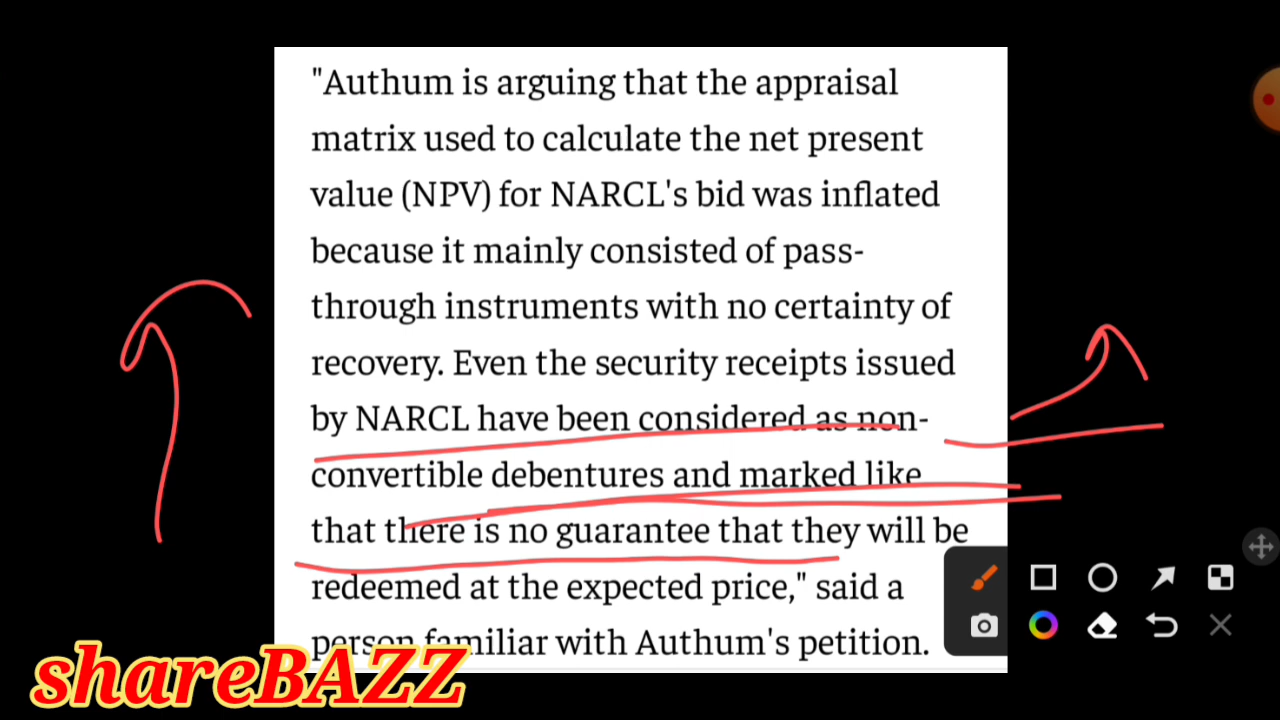 "Authum is arguing that the appraisal
matrix used to calculate the net present
value (NPV) for NARCL's bid was inflated
because it mainly consisted of pass-
through instruments with no certainty of
recovery. Even the security receipts issued
by NARCL have been considered as non-
convertible debentures and marked like
that there is no guarantee that they will be
redeemed at the expected price," said a
person familiar with Authum's petition.
shareBAZZ